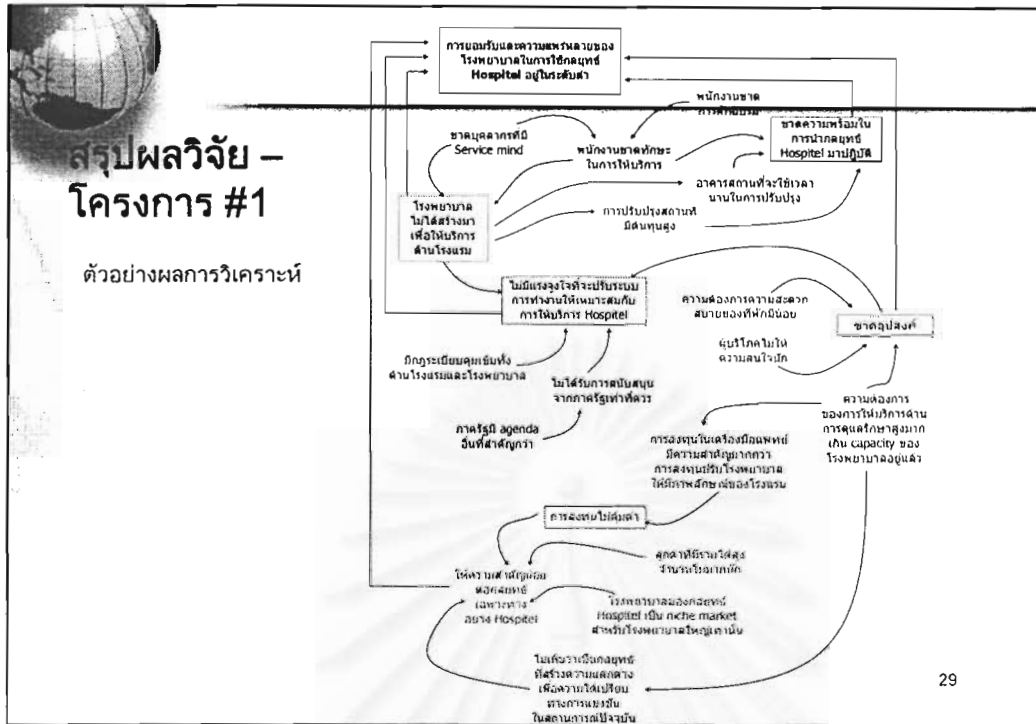 การยอมรับและความแพร่หลายของ
โรงพยาบาลในการใช้กลยุทธ์
Hospitel อยู่ในระดับต่ำ
สรุปผลวิจัย –
โครงการ #1
ตัวอย่างผลการวิเคราะห์
ขาดบุคลากรที่มี
Service mind
พนักงานขาด
การฝึกอบรม
พนักงานขาดทักษะ
ในการให้บริการ
ขาดความพร้อมใน
การนำกลยุทธ์
Hospitel มาปฏิบัติ
อาคารสถานที่จะใช้เวลา
นานในการปรับปรุง
โรงพยาบาล
ไม่ได้สร้างมา
เพื่อให้บริการ
ด้านโรงแรม
การปรับปรุงสถานที่
มีต้นทุนสูง
ไม่มีแรงจูงใจที่จะปรับระบบ
การทำงานให้เหมาะสมกับ
การให้บริการ Hospitel
ความต้องการความสะดวก
สบายของที่พักมีน้อย
ขาดอุปสงค์
ผู้บริโภคไม่ให้
ความสนใจนัก
มีกฎระเบียบคุมเข้มทั้ง
ด้านโรงแรมและโรงพยาบาล
ไม่ได้รับการสนับสนุน
จากภาครัฐเท่าที่ควร
ภาครัฐมี agenda
อื่นที่สำคัญกว่า
ความต้องการ
ของการให้บริการด้าน
การดูแลรักษาสูงมาก
เกิน capacity ของ
โรงพยาบาลอยู่แล้ว
การลงทุนในเครื่องมือแพทย์
มีความสำคัญมากกว่า
การลงทุนปรับโรงพยาบาล
ให้มีภาพลักษณ์ของโรงแรม
การลงทุนไม่คุ้มค่า
ลูกค้าที่มีรายได้สูง
จำนวนไม่มากนัก
ให้ความสำคัญน้อย
ต่อกลยุทธ์
เฉพาะทาง
อย่าง Hospitel
โรงพยาบาลมองกลยุทธ์
Hospitel เป็น niche market
สำหรับโรงพยาบาลใหญ่เท่านั้น
ไม่เห็นว่าเป็นกลยุทธ์
ที่สร้างความแตกต่าง
เพื่อความได้เปรียบ
ทางการแข่งขัน
ในสถานการณ์ปัจจุบัน
29